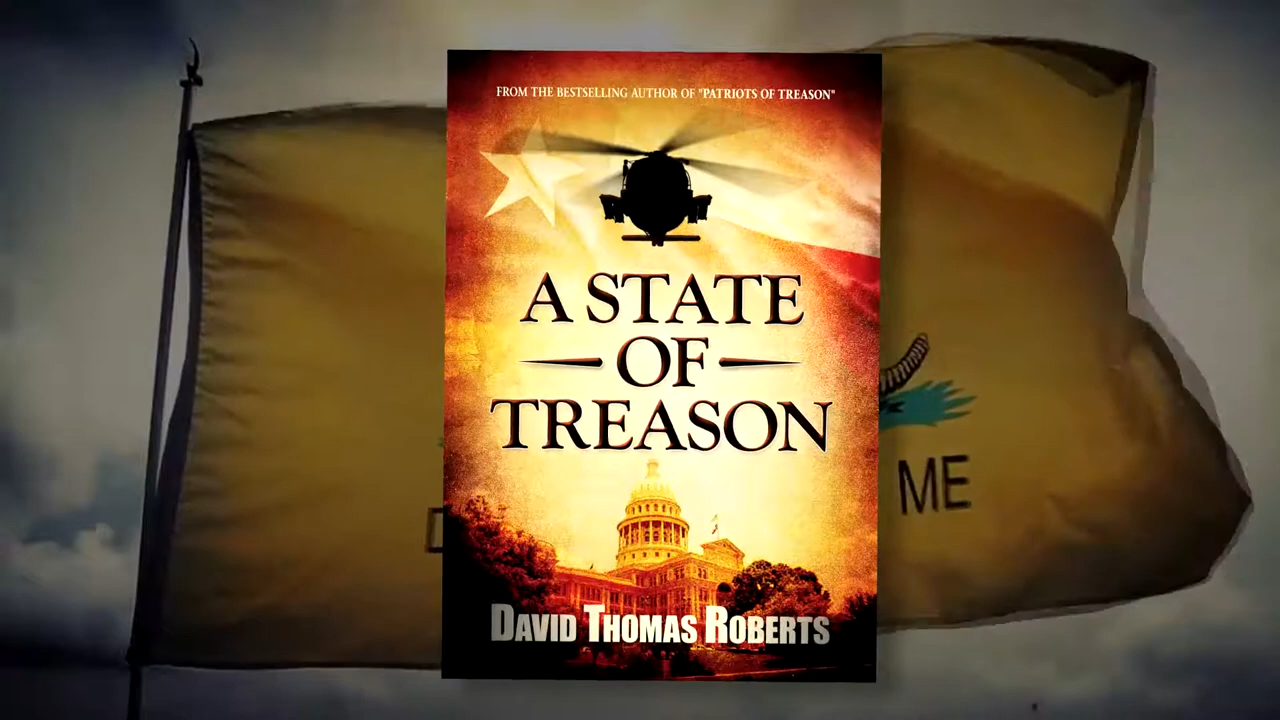 FROM THE BESTSELLING AUTHOR OF "PATRIOTS OF TREASON"
A STATE
OF
TREASON
ME
DAVID THOMAS ROBERTS